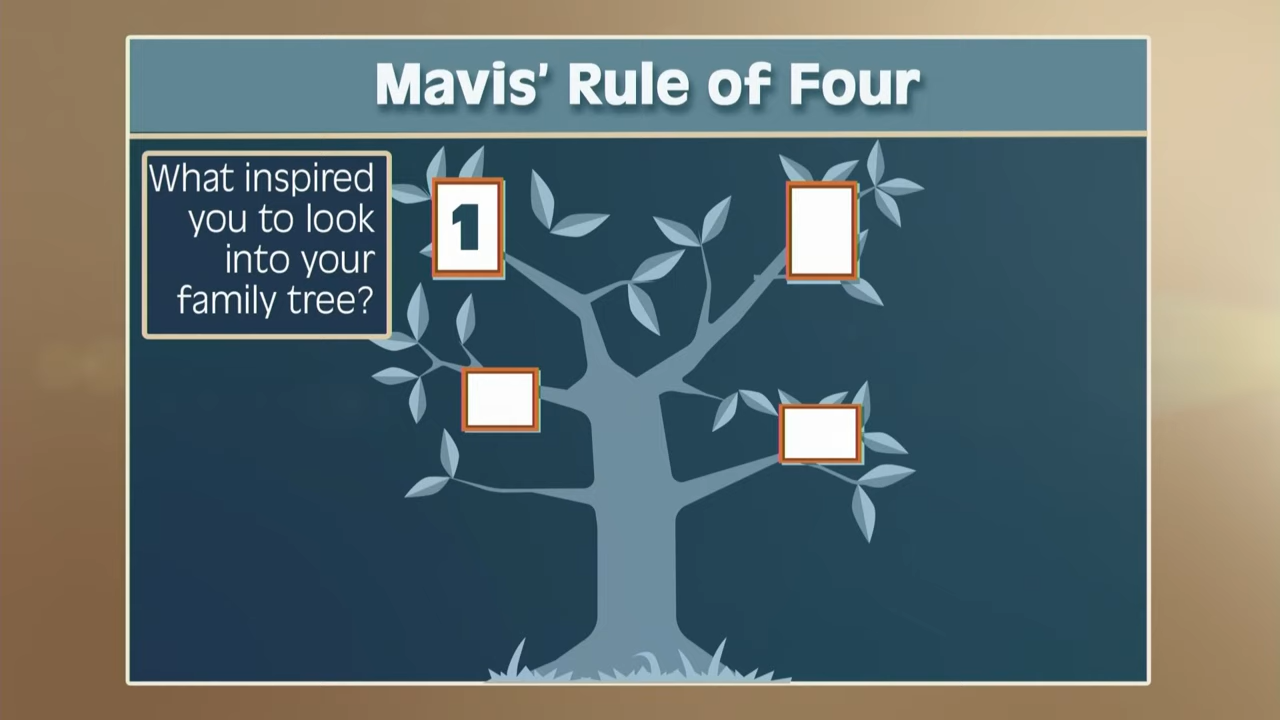 Mavis' Rule of Four
What inspired
you to look
into your
family tree?
1